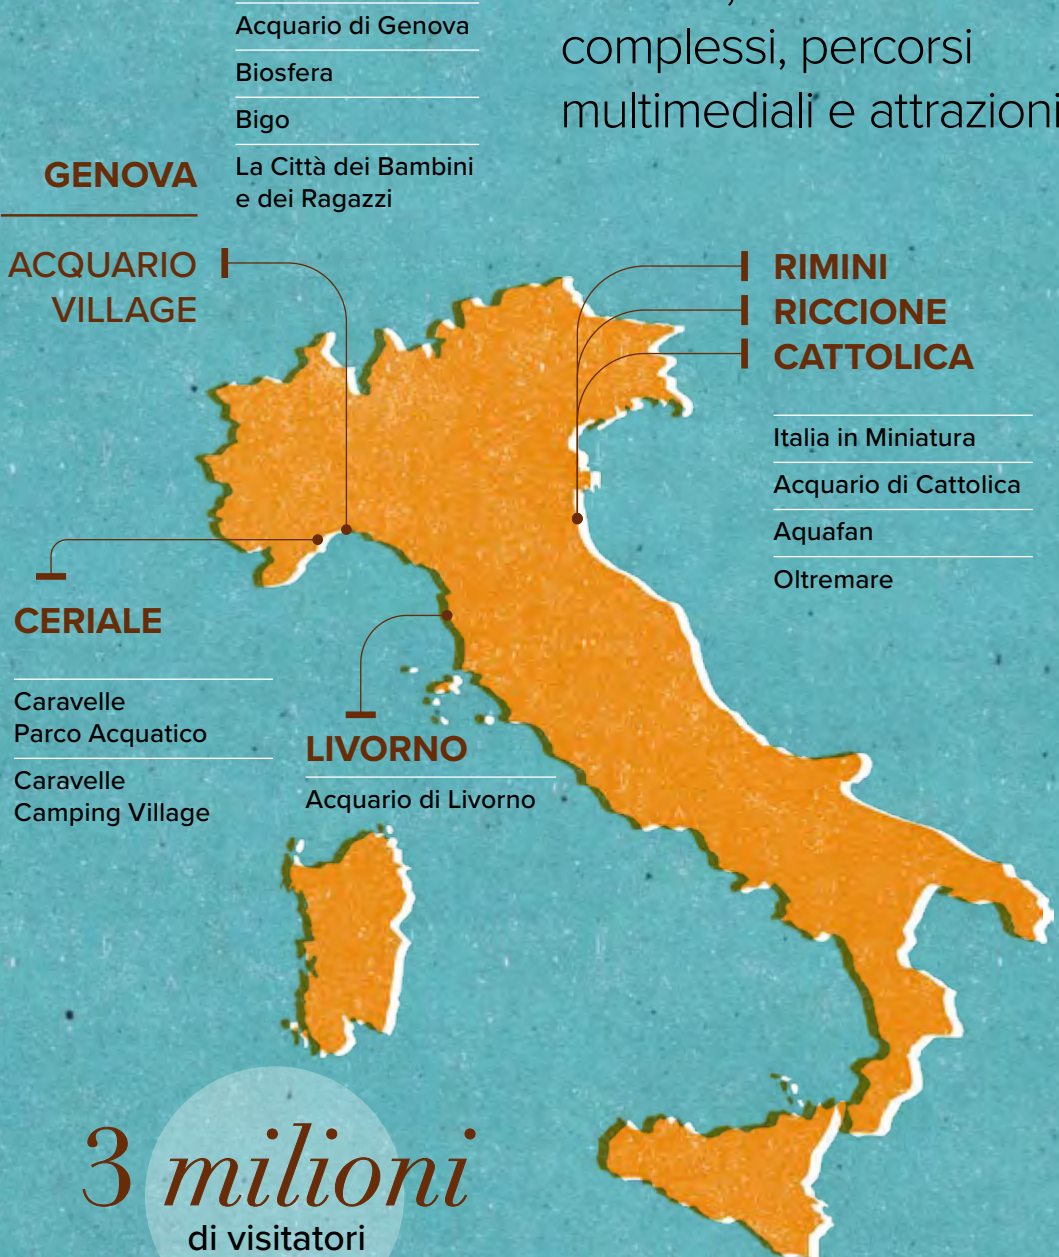 Acquario di Genova
Biosfera
Bigo
La Città dei Bambini
e dei Ragazzi
complessi, percorsi
multimediali e attrazioni
GENOVA
ACQUARIO
VILLAGE
RIMINI
RICCIONE
CATTOLICA
Italia in Miniatura
Acquario di Cattolica
Aquafan
Oltremare
CERIALE
Caravelle
Parco Acquatico
Caravelle
Camping Village
LIVORNO
Acquario di Livorno
3 milioni
di visitatori